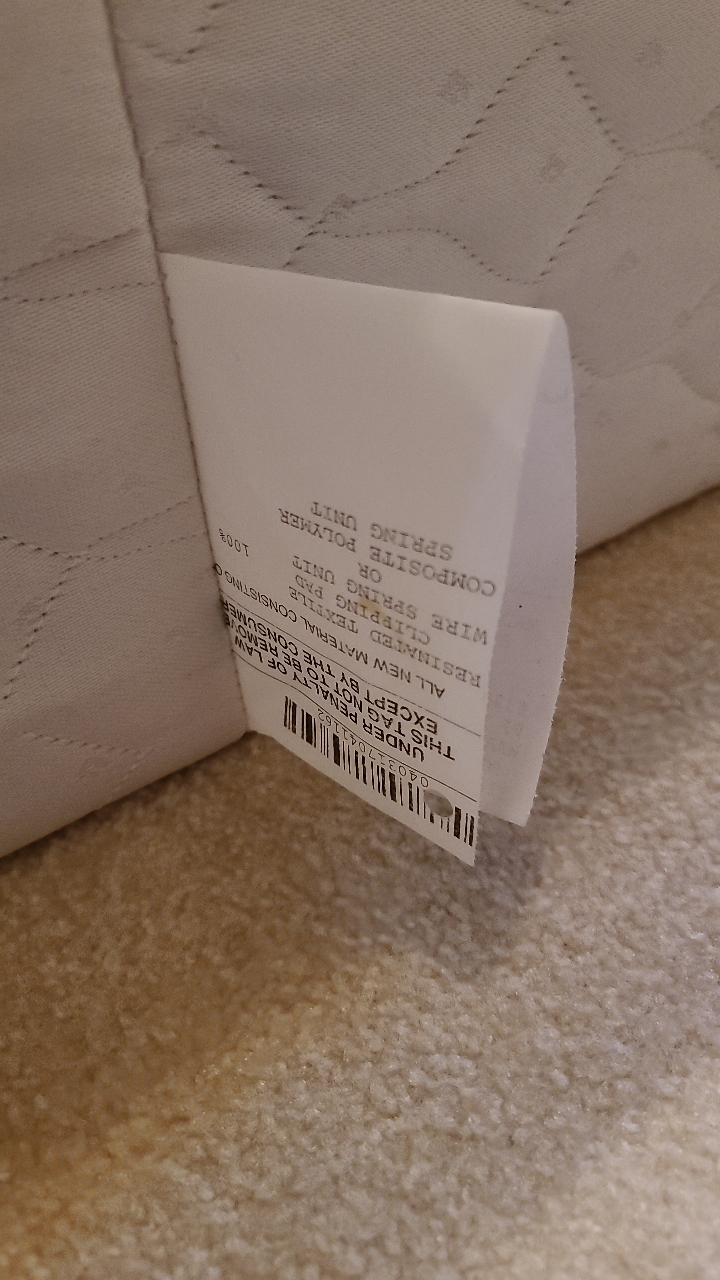 UNDER PENALTY OF LAW
THIS TAG NOT TO BE REMOVE
EXCEPT BY THE CONSUMER
ALL NEW MATERIAL CONSISTING O
RESINATED TEXTILE
CLIPPING PAD
WIRE SPRING UNIT
OR 100%
COMPOSITE POLYMER
SPRING UNIT